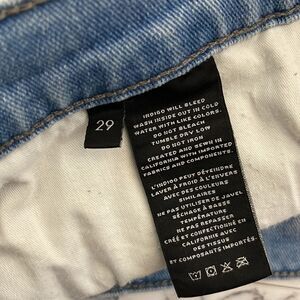 29
INDIGO WILL BLEED
WASH INSIDE OUT IN COLD
WATER WITH LIKE COLORS.
DO NOT BLEACH
TUMBLE DRY LOW
DO NOT IRON
CREATED AND SEWN IN
CALIFORNIA WITH IMPORTED
FABRICS AND COMPONENTS.
L'INDIGO PEUT DÉTEINDRE
LAVER À FROID À L'ENVERS
AVEC DES COULEURS
SIMILAIRES
NE PAS UTILISER DE JAVEL
SÉCHAGE À BASSE
TEMPÉRATURE
NE PAS REPASSER
CRÉÉ ET CONFECTIONNÉ EN
CALIFORNIE AVEC
DES TISSUS
ET COMPOSANTS IMPORTÉS.